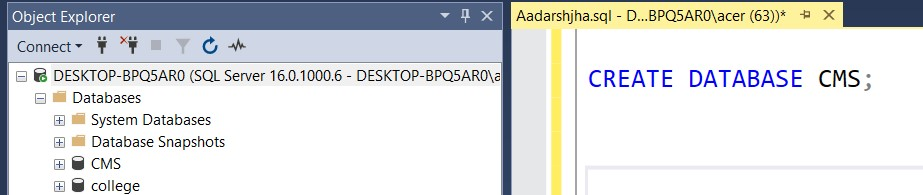 Object Explorer
Connect
DESKTOP-BPQ5AR0 (SQL Server 16.0.1000.6 - DESKTOP-BPQ5AR0\a
Databases
System Databases
Database Snapshots
CMS
college
Aadarshjha.sql - D...BPQ5AR0\acer (63))*
CREATE DATABASE CMS;